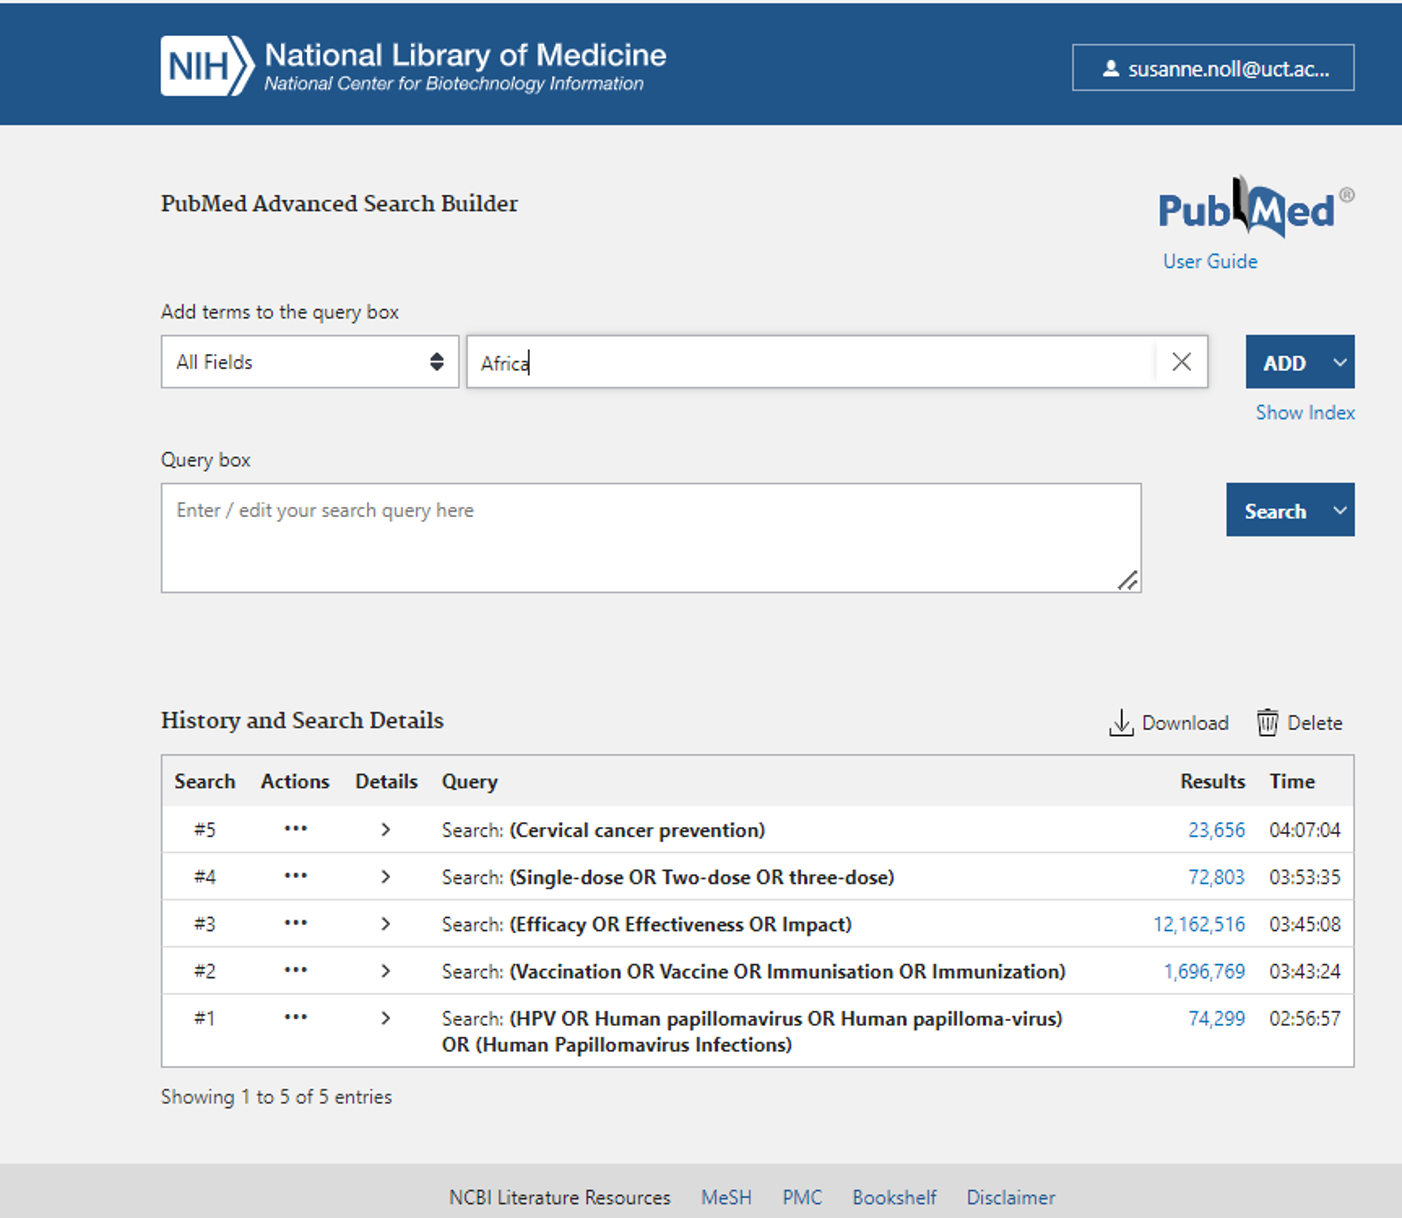 NIH National Library of Medicine
National Center for Biotechnology Information
susanne.noll@uct.ac...
PubMed Advanced Search Builder
PubMed®
User Guide
Add terms to the query box
All Fields
Africa
ADD
Show Index
Query box
Enter / edit your search query here
Search
History and Search Details
Download
Delete
Search Actions Details Query Results Time
#5 ••• Search: (Cervical cancer prevention) 23,656 04:07:04
#4 ••• Search: (Single-dose OR Two-dose OR three-dose) 72,803 03:53:35
#3 ••• Search: (Efficacy OR Effectiveness OR Impact) 12,162,516 03:45:08
#2 ••• Search: (Vaccination OR Vaccine OR Immunisation OR Immunization) 1,696,769 03:43:24
#1 ••• Search: (HPV OR Human papillomavirus OR Human papilloma-virus) 74,299 02:56:57
OR (Human Papillomavirus Infections)
Showing 1 to 5 of 5 entries
NCBI Literature Resources MeSH PMC Bookshelf Disclaimer